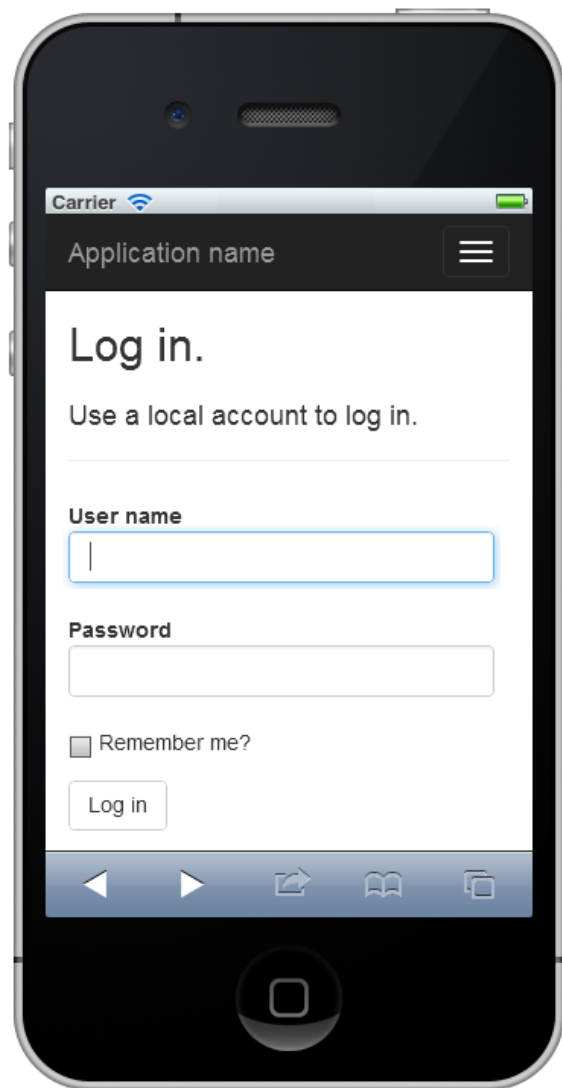 Carrier
Application name
Log in.
Use a local account to log in.
User name
Password
Remember me?
Log in